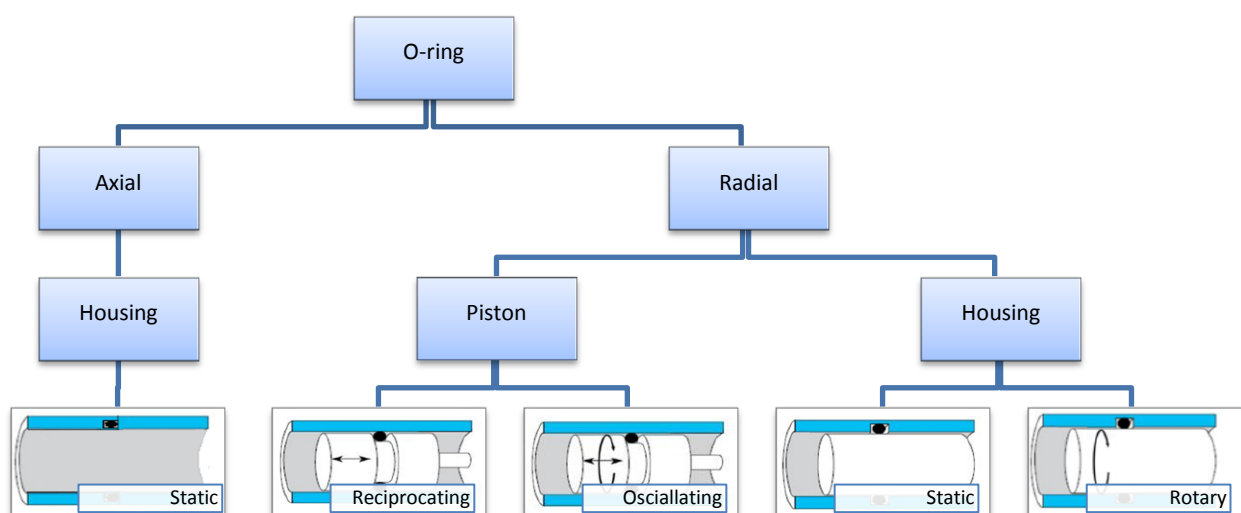 O-ring
Axial
Radial
Housing
Piston
Housing
Static
Reciprocating
Osciallating
Static
Rotary